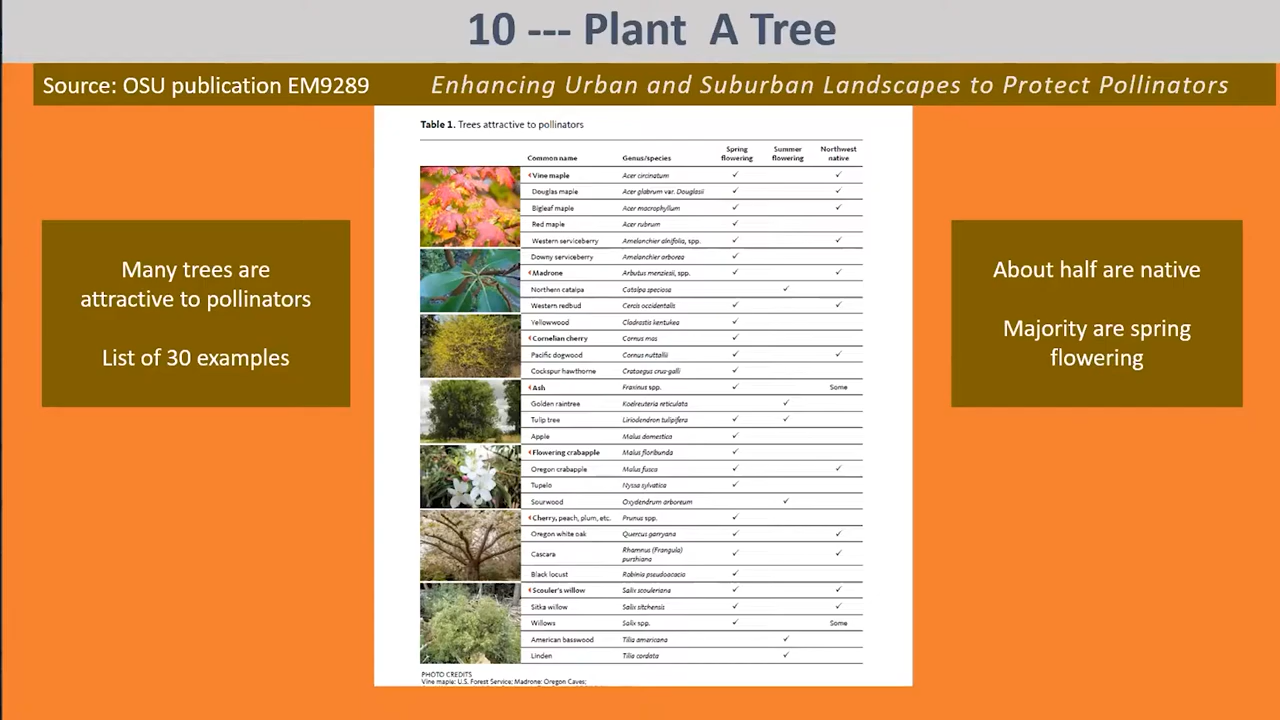 10 --- Plant A Tree
Source: OSU publication EM9289 Enhancing Urban and Suburban Landscapes to Protect Pollinators
Many trees are
attractive to pollinators
List of 30 examples
Table 1. Trees attractive to pollinators
Common name Genus/species Spring flowering Summer flowering Northwest native
Vine maple Acer circinatum ✓ ✓
Douglas maple Acer glabrum var. Douglasii ✓ ✓
Bigleaf maple Acer macrophyllum ✓ ✓
Red maple Acer rubrum ✓
Western serviceberry Amelanchier alnifolia, spp. ✓ ✓
Downy serviceberry Amelanchier arborea ✓
Madrone Arbutus menziesii, spp. ✓ ✓
Northern catalpa Catalpa speciosa ✓
Western redbud Cercis occidentalis ✓ ✓
Yellowwood Cladrastis kentukea ✓
Cornelian cherry Cornus mas ✓
Pacific dogwood Cornus nuttallii ✓ ✓
Cockspur hawthorne Crataegus crus-galli ✓
Ash Fraxinus spp. ✓ Some
Golden raintree Koelreuteria reticulata ✓
Tulip tree Liriodendron tulipifera ✓ ✓
Apple Malus domestica ✓
Flowering crabapple Malus floribunda ✓
Oregon crabapple Malus fusca ✓ ✓
Tupelo Nyssa sylvatica ✓
Sourwood Oxydendrum arboreum ✓
Cherry, peach, plum, etc. Prunus spp. ✓
Oregon white oak Quercus garryana ✓ ✓
Cascara Rhamnus (Frangula) purshiana ✓ ✓
Black locust Robinia pseudoacacia ✓
Scouler's willow Salix scouleriana ✓ ✓
Sitka willow Salix sitchensis ✓ ✓
Willows Salix spp. ✓ Some
American basswood Tilia americana ✓
Linden Tilia cordata ✓
PHOTO CREDITS
Vine maple: U.S. Forest Service; Madrone: Oregon Caves;
About half are native
Majority are spring
flowering